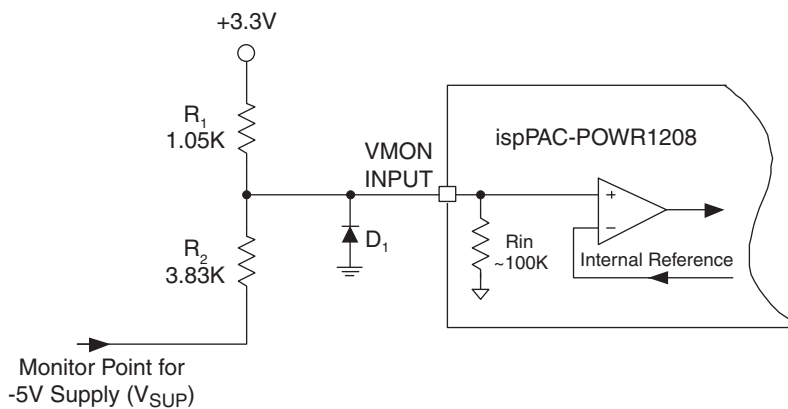 +3.3V
R1
1.05K
VMON
INPUT
ispPAC-POWR1208
+
–
R2
3.83K
D1
Rin
~100K
Internal Reference
Monitor Point for
-5V Supply (VSUP)